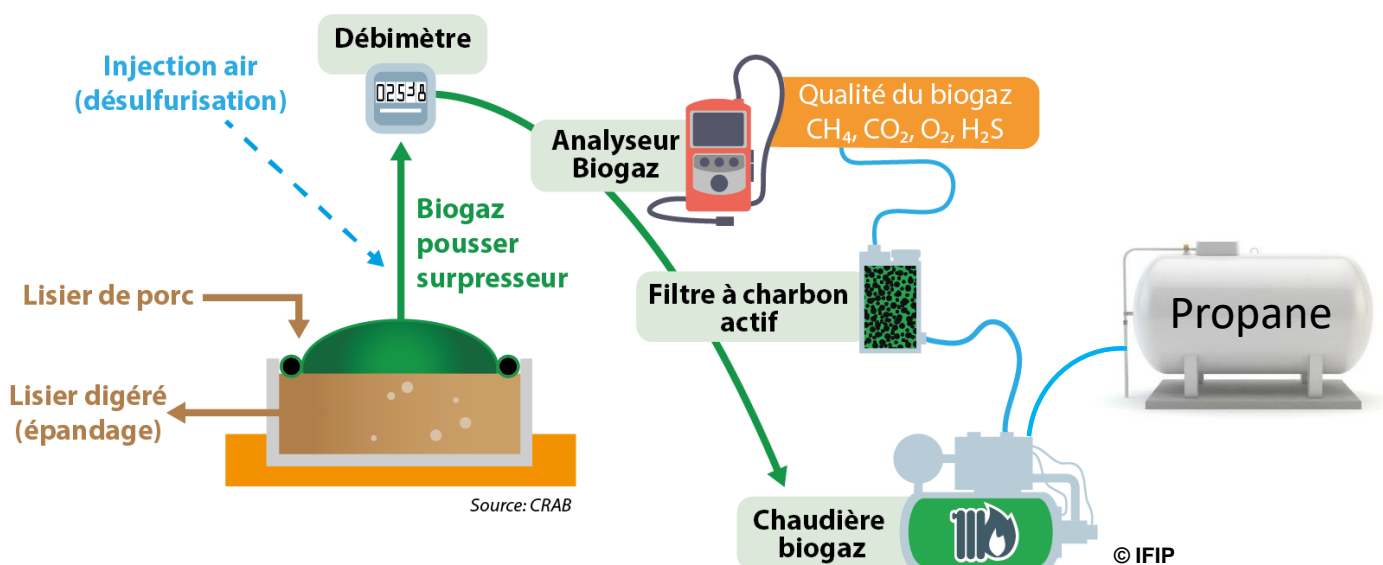 Débimètre
Injection air
(désulfurisation)
Qualité du biogaz
CH₄, CO₂, O₂, H₂S
Analyseur
Biogaz
Biogaz
pousser
surpresseur
Lisier de porc
Filtre à charbon
actif
Propane
Lisier digéré
(épandage)
Source: CRAB
Chaudière
biogaz
© IFIP